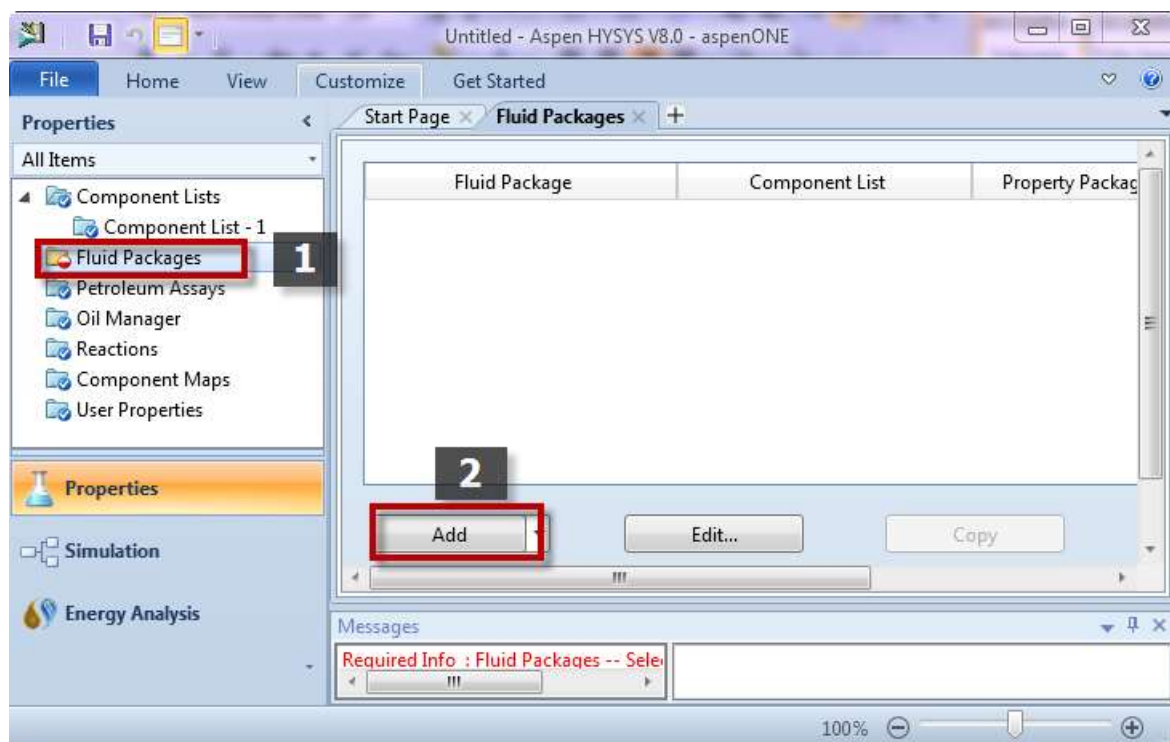 Untitled - Aspen HYSYS V8.0 - aspenONE
File Home View Customize Get Started
Properties
Start Page Fluid Packages
All Items
Fluid Package Component List Property Packag
Component Lists
Component List - 1
Fluid Packages
1
Petroleum Assays
Oil Manager
Reactions
Component Maps
User Properties
2
Properties
Add Edit... Copy
Simulation
Energy Analysis
Messages
Required Info : Fluid Packages -- Sele
100%